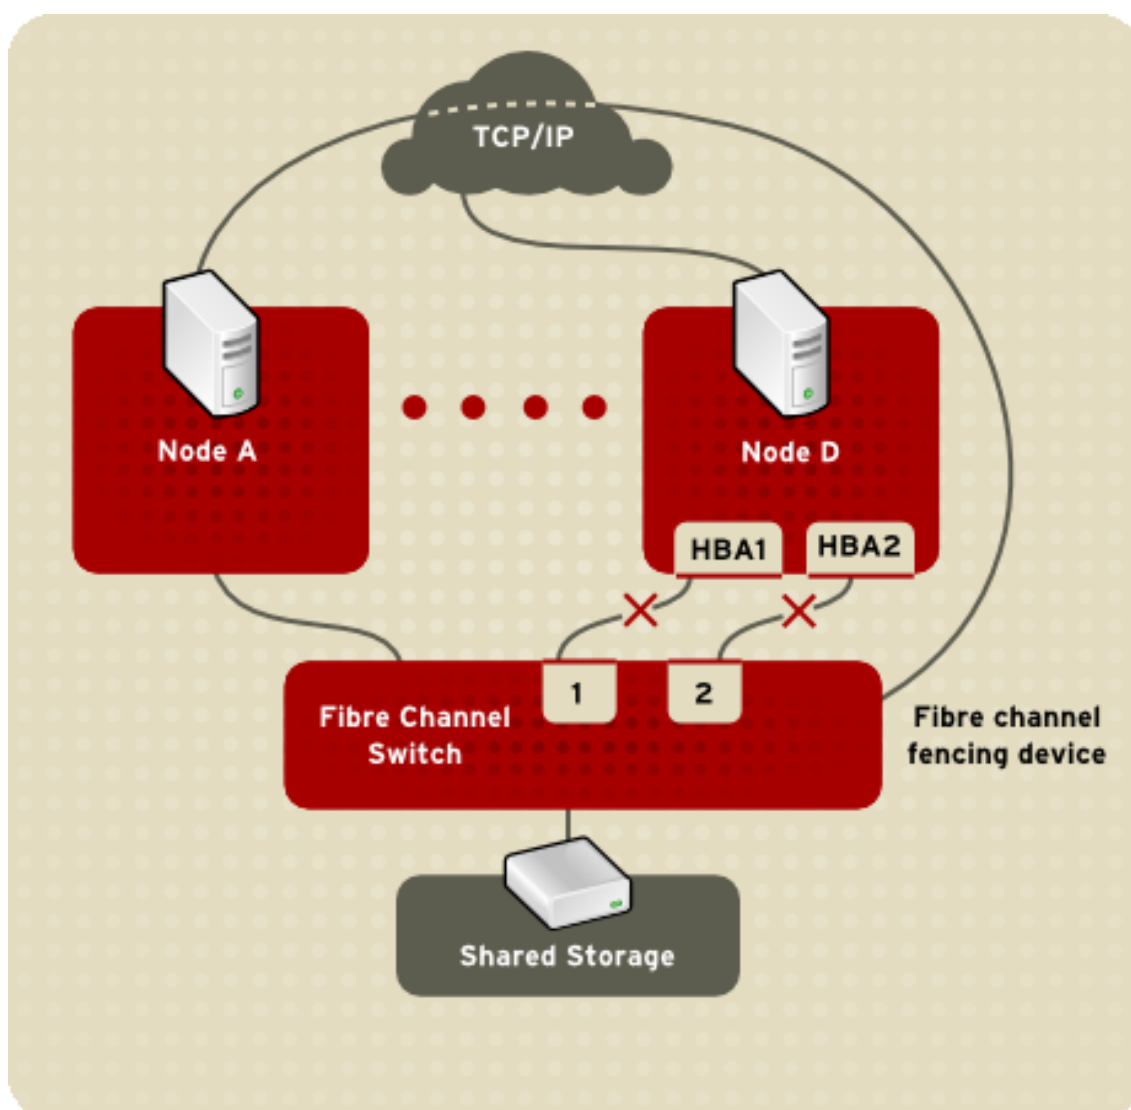 TCP/IP
Node A
Node D
HBA1
HBA2
1
2
Fibre Channel
Switch
Fibre channel
fencing device
Shared Storage